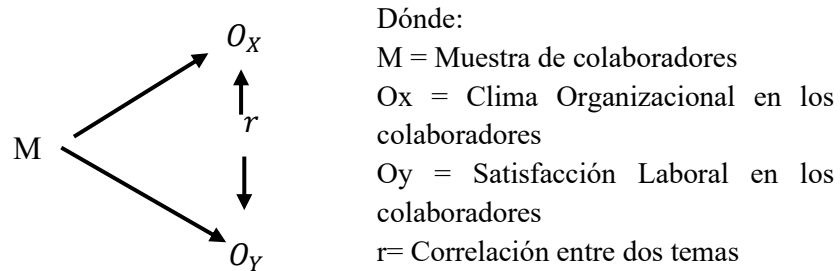 O_X
r
M
O_Y
Dónde:
M = Muestra de colaboradores
Ox = Clima Organizacional en los
colaboradores
Oy = Satisfacción Laboral en los
colaboradores
r= Correlación entre dos temas